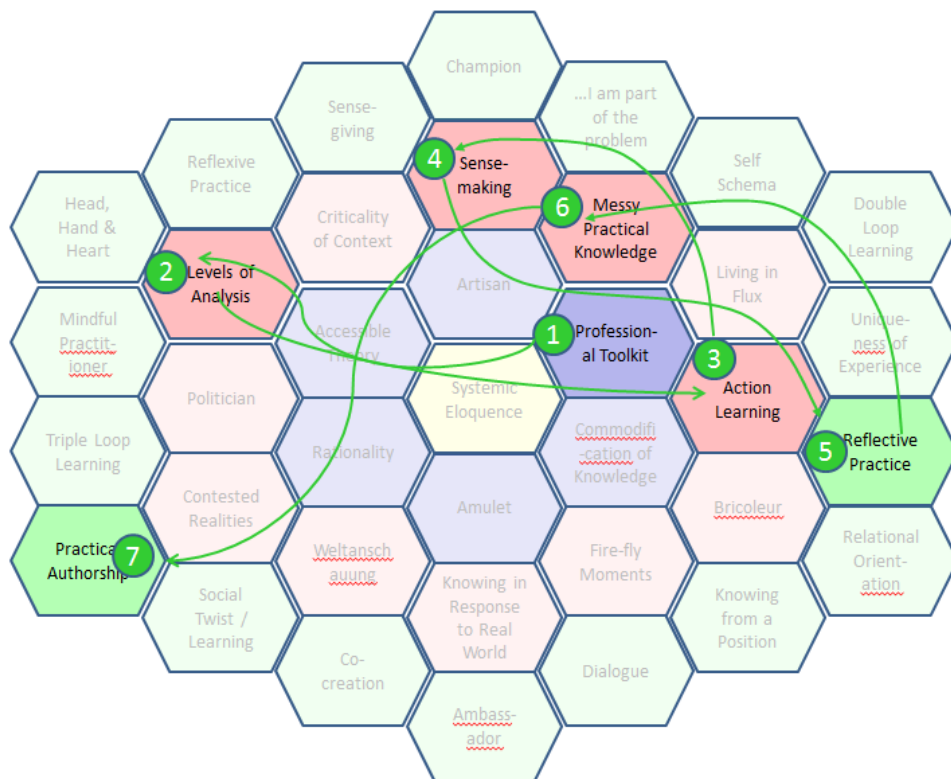 Champion
Sense-
giving
...I am part
of the
problem
Reflexive
Practice
4
Sense-
making
Self
Schema
Head,
Hand &
Heart
Criticality
of Context
6
Messy
Practical
Knowledge
Double
Loop
Learning
2
Levels of
Analysis
Artisan
Living in
Flux
Mindful
Practit-
ioner
Accessible
Theory
1
Profession-
al Toolkit
Unique-
ness of
Experience
3
Action
Learning
Politician
Systemic
Eloquence
Triple Loop
Learning
Rationality
Commodifi
-cation of
Knowledge
5
Reflective
Practice
Contested
Realities
Amulet
Bricoleur
Practical
Authorship
7
Weltansch
auung
Fire-fly
Moments
Relational
Orient-
ation
Social
Twist /
Learning
Knowing in
Response
to Real
World
Knowing
from a
Position
Co-
creation
Dialogue
Ambass-
ador